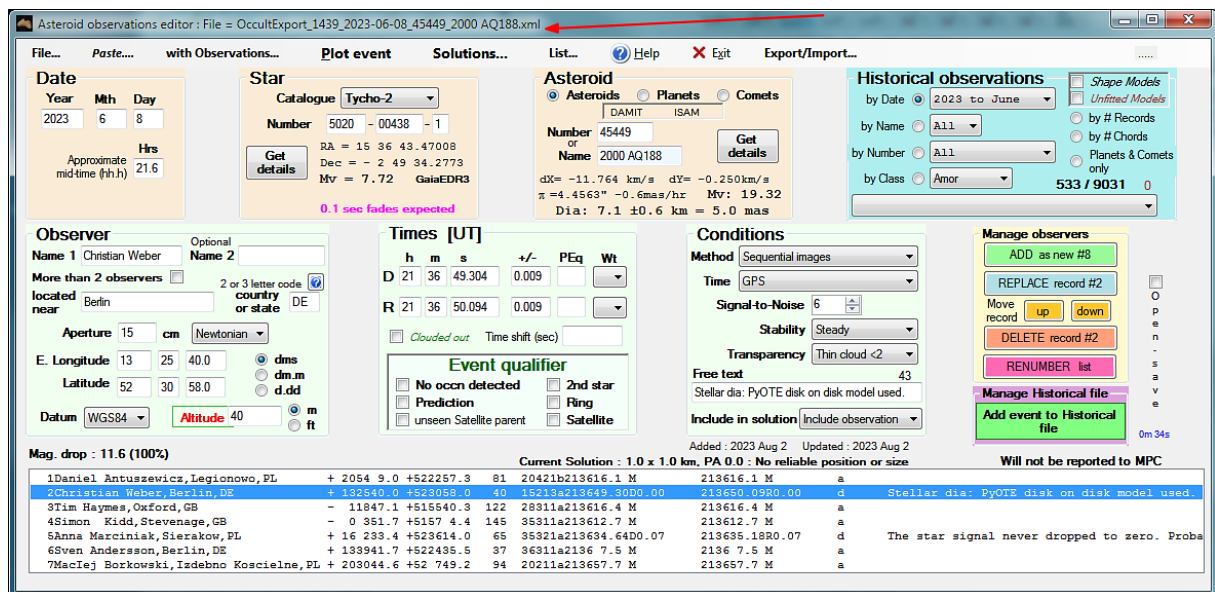 Asteroid observations editor : File = OccultExport_1439_2023-06-08_45449_2000 AQ188.xml
File... Paste.... with Observations... Plot event Solutions... List... Help Exit Export/Import... .....
Date
Year Mth Day
2023 6 8
Hrs
Approximate
mid-time (hh.h) 21.6
Star
Catalogue Tycho-2
Number 5020 - 00438 - 1
Get details
RA = 15 36 43.47008
Dec = - 2 49 34.2773
Mv = 7.72 GaiaEDR3
0.1 sec fades expected
Asteroid
Asteroids Planets Comets
DAMIT ISAM
Number 45449
or
Name 2000 AQ188
Get details
dX= -11.764 km/s dY= -0.250km/s
π =4.4563" -0.6mas/hr Mv: 19.32
Dia: 7.1 ±0.6 km = 5.0 mas
Historical observations
Shape Models
Unfitted Models
by Date 2023 to June
by # Records
by Name All
by # Chords
by Number All
Planets & Comets only
by Class Amor
533 / 9031 0
Observer
Name 1 Christian Weber Optional Name 2
More than 2 observers
2 or 3 letter code
located near Berlin country or state DE
Aperture 15 cm Newtonian
E. Longitude 13 25 40.0 dms
dm.m
Latitude 52 30 58.0 d.dd
Datum WGS84 Altitude 40 m
ft
Times [UT]
h m s +/- PEq Wt
D 21 36 49.304 0.009
R 21 36 50.094 0.009
Clouded out Time shift (sec)
Event qualifier
No occn detected 2nd star
Prediction Ring
unseen Satellite parent Satellite
Conditions
Method Sequential images
Time GPS
Signal-to-Noise 6
Stability Steady
Transparency Thin cloud <2
Free text 43
Stellar dia: PyOTE disk on disk model used.
Include in solution Include observation
Added : 2023 Aug 2 Updated : 2023 Aug 2
Manage observers
ADD as new #8
REPLACE record #2
Move record up down
DELETE record #2
RENUMBER list
Manage Historical file
Add event to Historical file
Open-save
0m 34s
Mag. drop : 11.6 (100%)
Current Solution : 1.0 x 1.0 km, PA 0.0 : No reliable position or size
Will not be reported to MPC
1Daniel Antuszewicz,Legionowo,PL + 2054 9.0 +522257.3 81 20421b213616.1 M 213616.1 M a
2Christian Weber,Berlin,DE + 132540.0 +523058.0 40 15213a213649.30D0.00 213650.09R0.00 d Stellar dia: PyOTE disk on disk model used.
3Tim Haymes,Oxford,GB - 11847.1 +515540.3 122 28311a213616.4 M 213616.4 M a
4Simon Kidd,Stevenage,GB - 0 351.7 +5157 4.4 145 35311a213612.7 M 213612.7 M a
5Anna Marciniak,Sierakow,PL + 16 233.4 +523614.0 65 35321a213634.64D0.07 213635.18R0.07 d The star signal never dropped to zero. Proba
6Sven Andersson,Berlin,DE + 133941.7 +522435.5 37 36311a2136 7.5 M 2136 7.5 M a
7MacIej Borkowski,Izdebno Koscielne,PL + 203044.6 +52 749.2 94 20211a213657.7 M 213657.7 M a